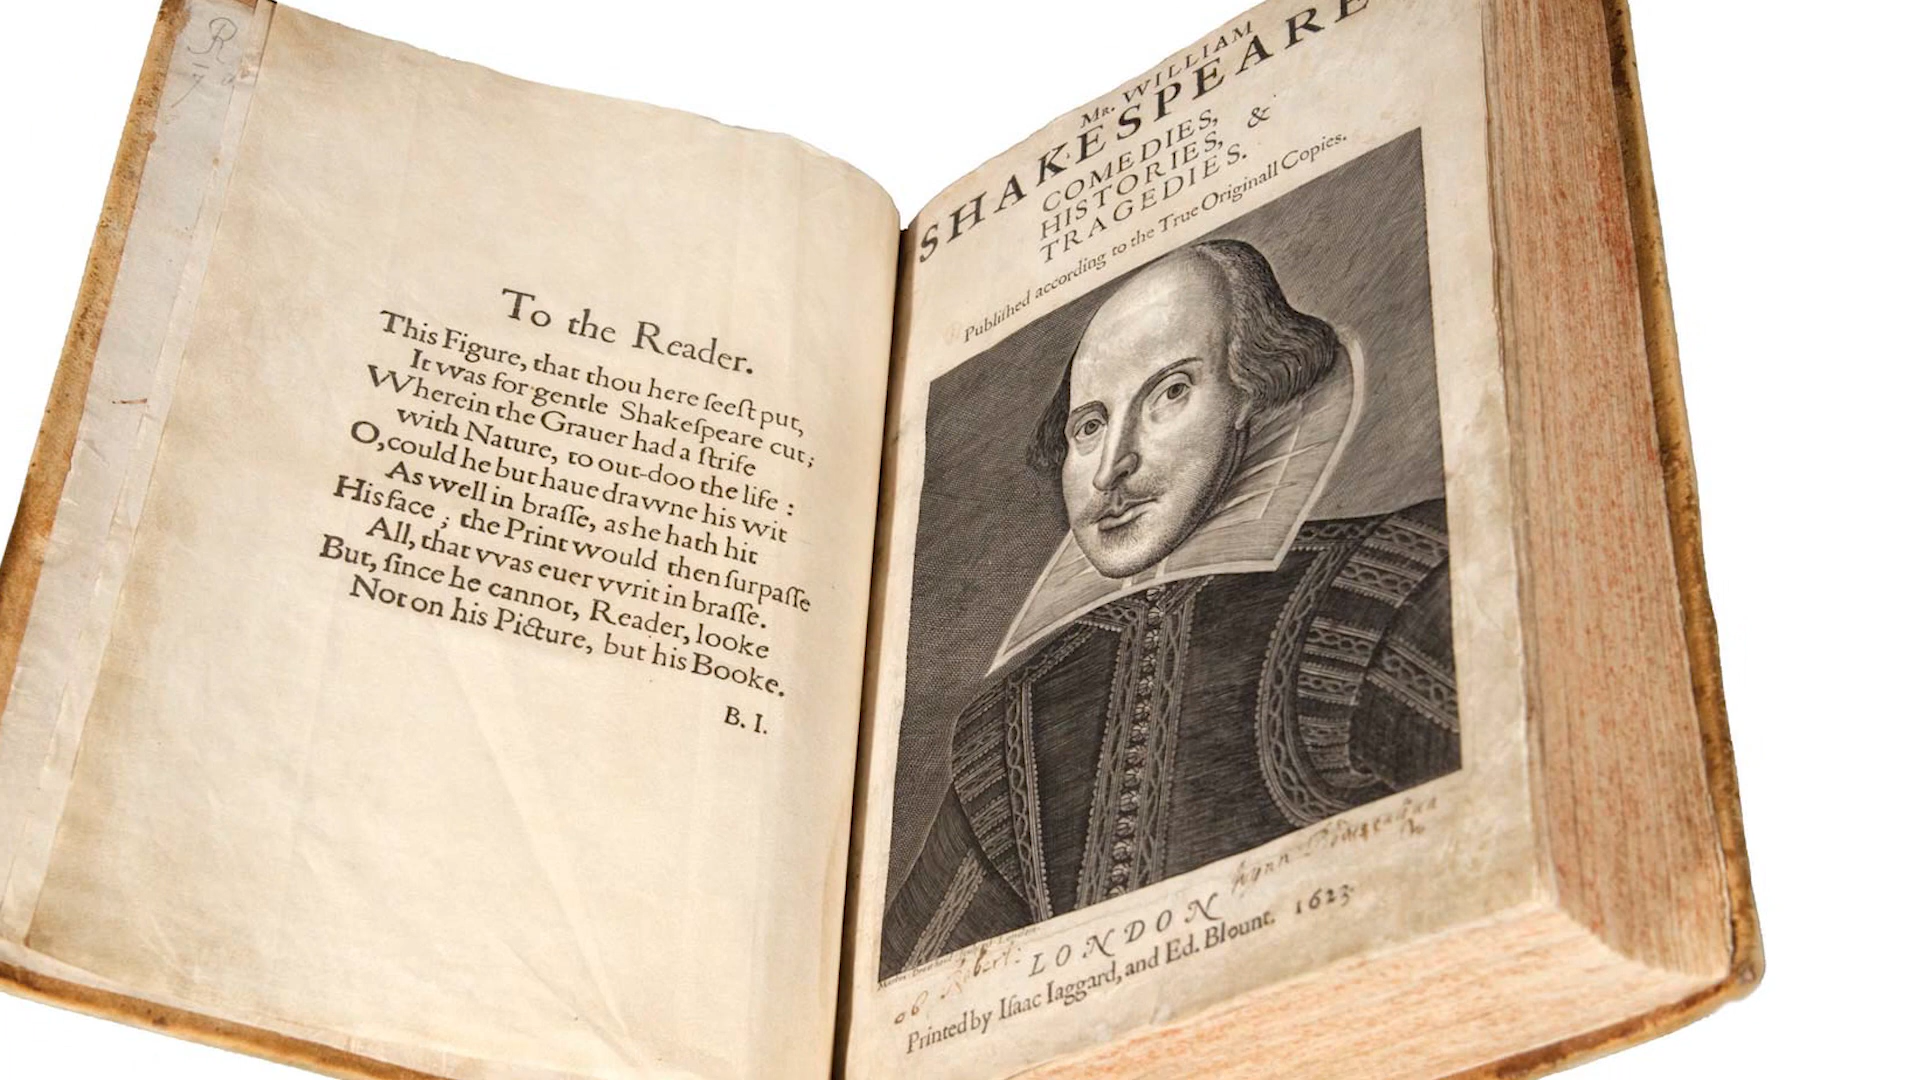 To the Reader.
This Figure, that thou here ſeeſt put,
It was for gentle Shakeſpeare cut;
Wherein the Grauer had a ſtrife
with Nature, to out-doo the life :
O, could he but haue dravvne his vvit
As well in braſſe, as he hath hit
His face ; the Print would then ſurpaſſe
All, that vvas euer vvrit in braſſe.
But, ſince he cannot, Reader, looke
Not on his Picture, but his Booke.
B. I.
Mr. WILLIAM
SHAKESPEARE
COMEDIES,
HISTORIES, &
TRAGEDIES.
Publiſhed according to the True Originall Copies.
LONDON
Printed by Iſaac Iaggard, and Ed. Blount. 1623.